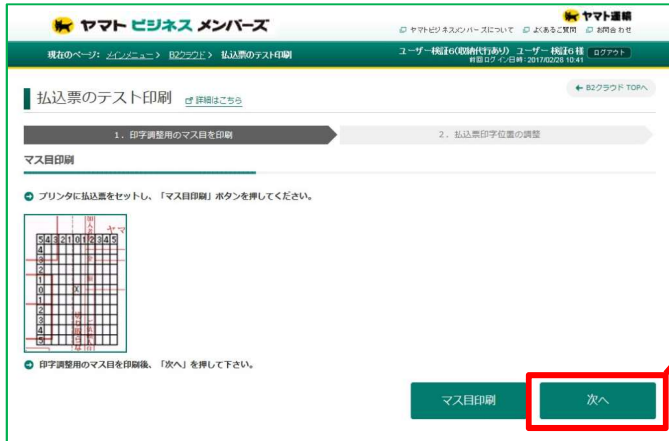 ヤマト ビジネス メンバーズ
ヤマト運輸
ヤマトビジネスメンバーズについて よくあるご質問 お問合わせ
現在のページ: メインメニュー > B2クラウド > 払込票のテスト印刷
ユーザー検証6(収納代行あり) ユーザー 検証6 様 ログアウト
前回ログイン日時:2017/02/28 10:41
払込票のテスト印刷 詳細はこちら
← B2クラウド TOPへ
1. 印字調整用のマス目を印刷
2. 払込票印字位置の調整
マス目印刷
プリンタに払込票をセットし、「マス目印刷」ボタンを押してください。
5 4 3 2 1 0 1 2 3 4 5
4
3
2
1
0 X
1
2
3
4
5
印字調整用のマス目を印刷後、「次へ」を押して下さい。
マス目印刷
次へ